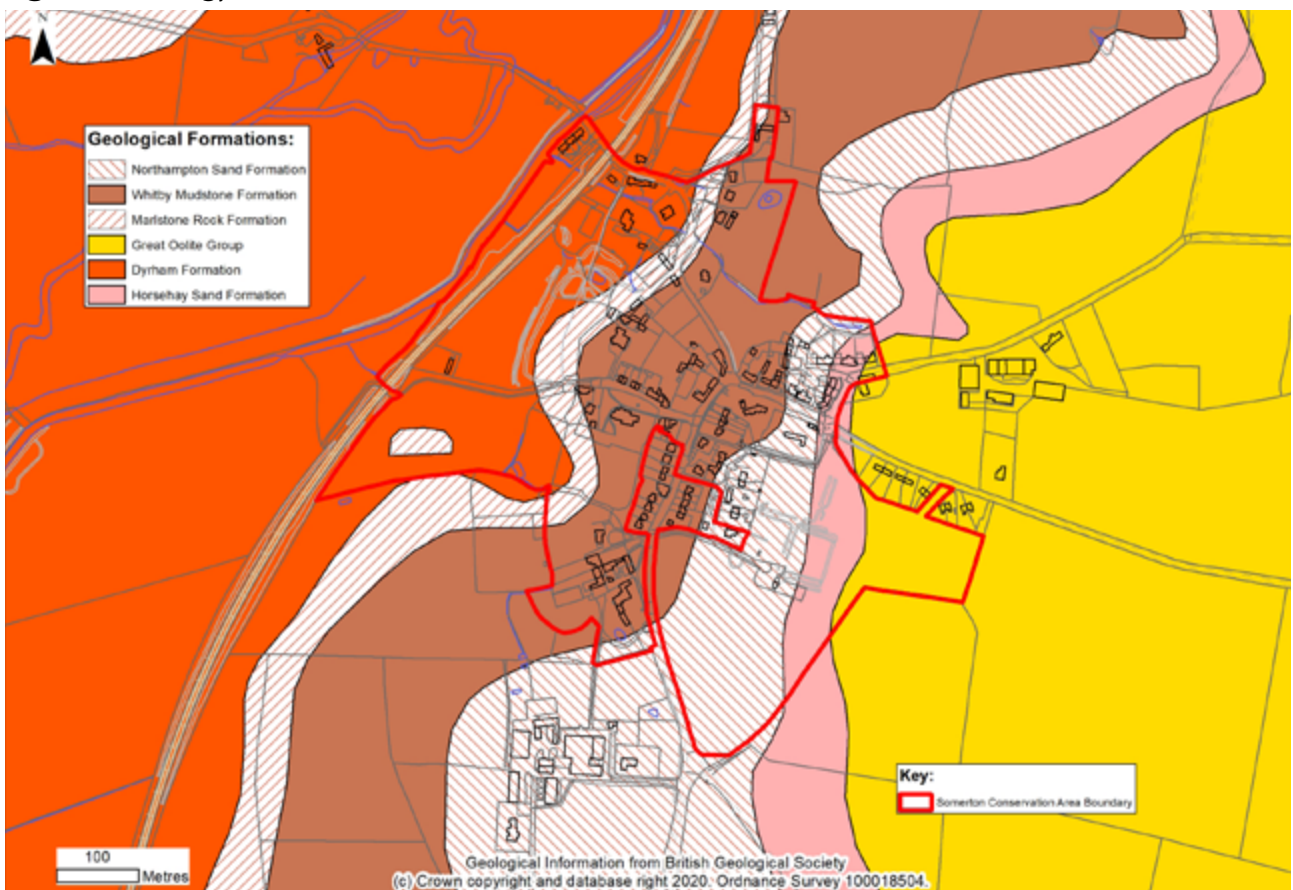 N
Geological Formations:
Northampton Sand Formation
Whitby Mudstone Formation
Marlstone Rock Formation
Great Oolite Group
Dyrham Formation
Horsehay Sand Formation
Key:
Somerton Conservation Area Boundary
100
Metres
Geological Information from British Geological Society
(c) Crown copyright and database right 2020. Ordnance Survey 100018504.